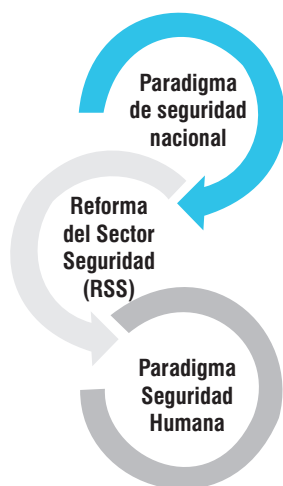 Paradigma
de seguridad
nacional
Reforma
del Sector
Seguridad
(RSS)
Paradigma
Seguridad
Humana